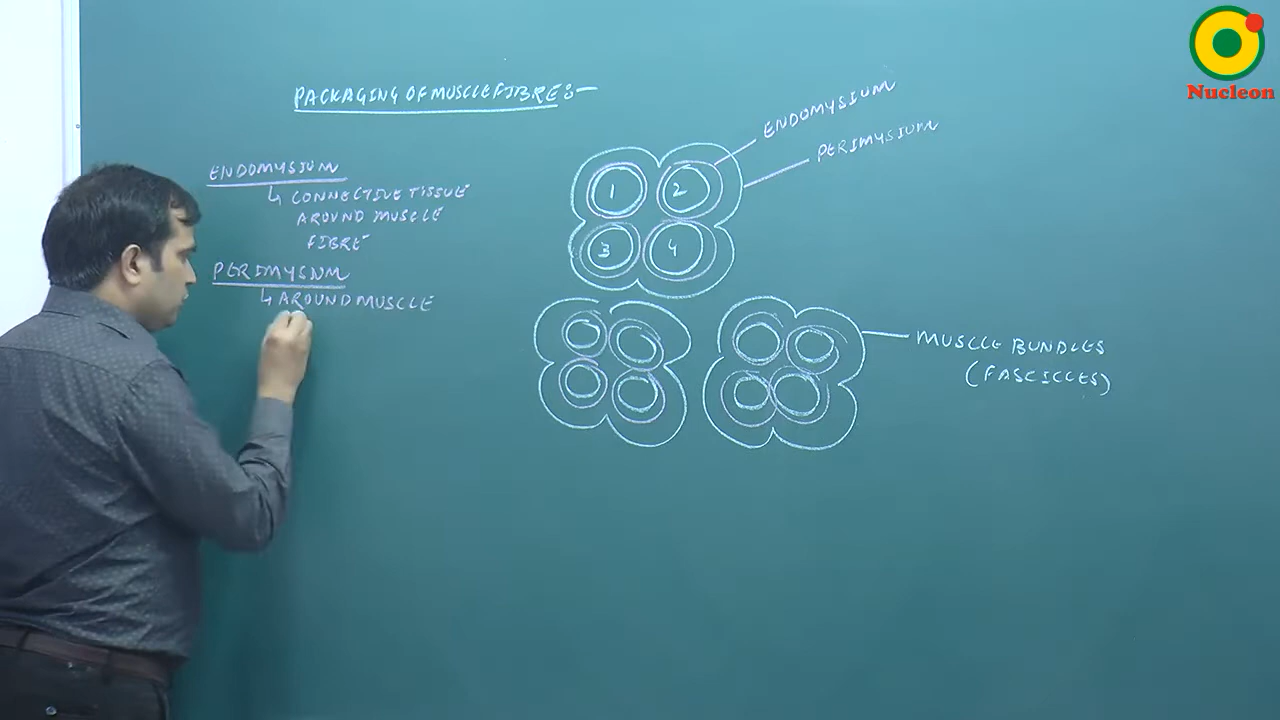 PACKAGING OF MUSCLE FIBRE :-
ENDOMYSIUM
↳ CONNECTIVE TISSUE
AROUND MUSCLE
FIBRE
PERIMYSIUM
↳ AROUND MUSCLE
ENDOMYSIUM
PERIMYSIUM
1 2
3 4
MUSCLE BUNDLES
(FASCICLES)
Nucleon